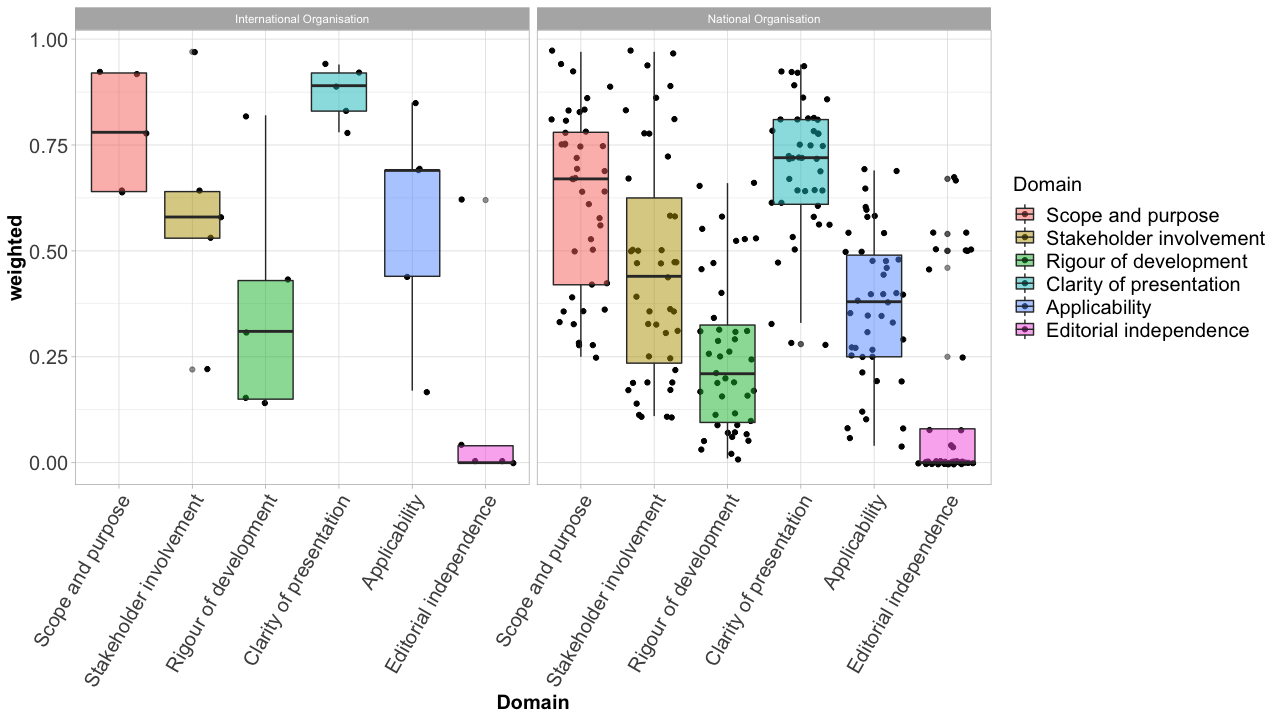 International Organisation
National Organisation
weighted
1.00
0.75
0.50
0.25
0.00
Scope and purpose
Stakeholder involvement
Rigour of development
Clarity of presentation
Applicability
Editorial independence
Scope and purpose
Stakeholder involvement
Rigour of development
Clarity of presentation
Applicability
Editorial independence
Domain
Domain
Scope and purpose
Stakeholder involvement
Rigour of development
Clarity of presentation
Applicability
Editorial independence